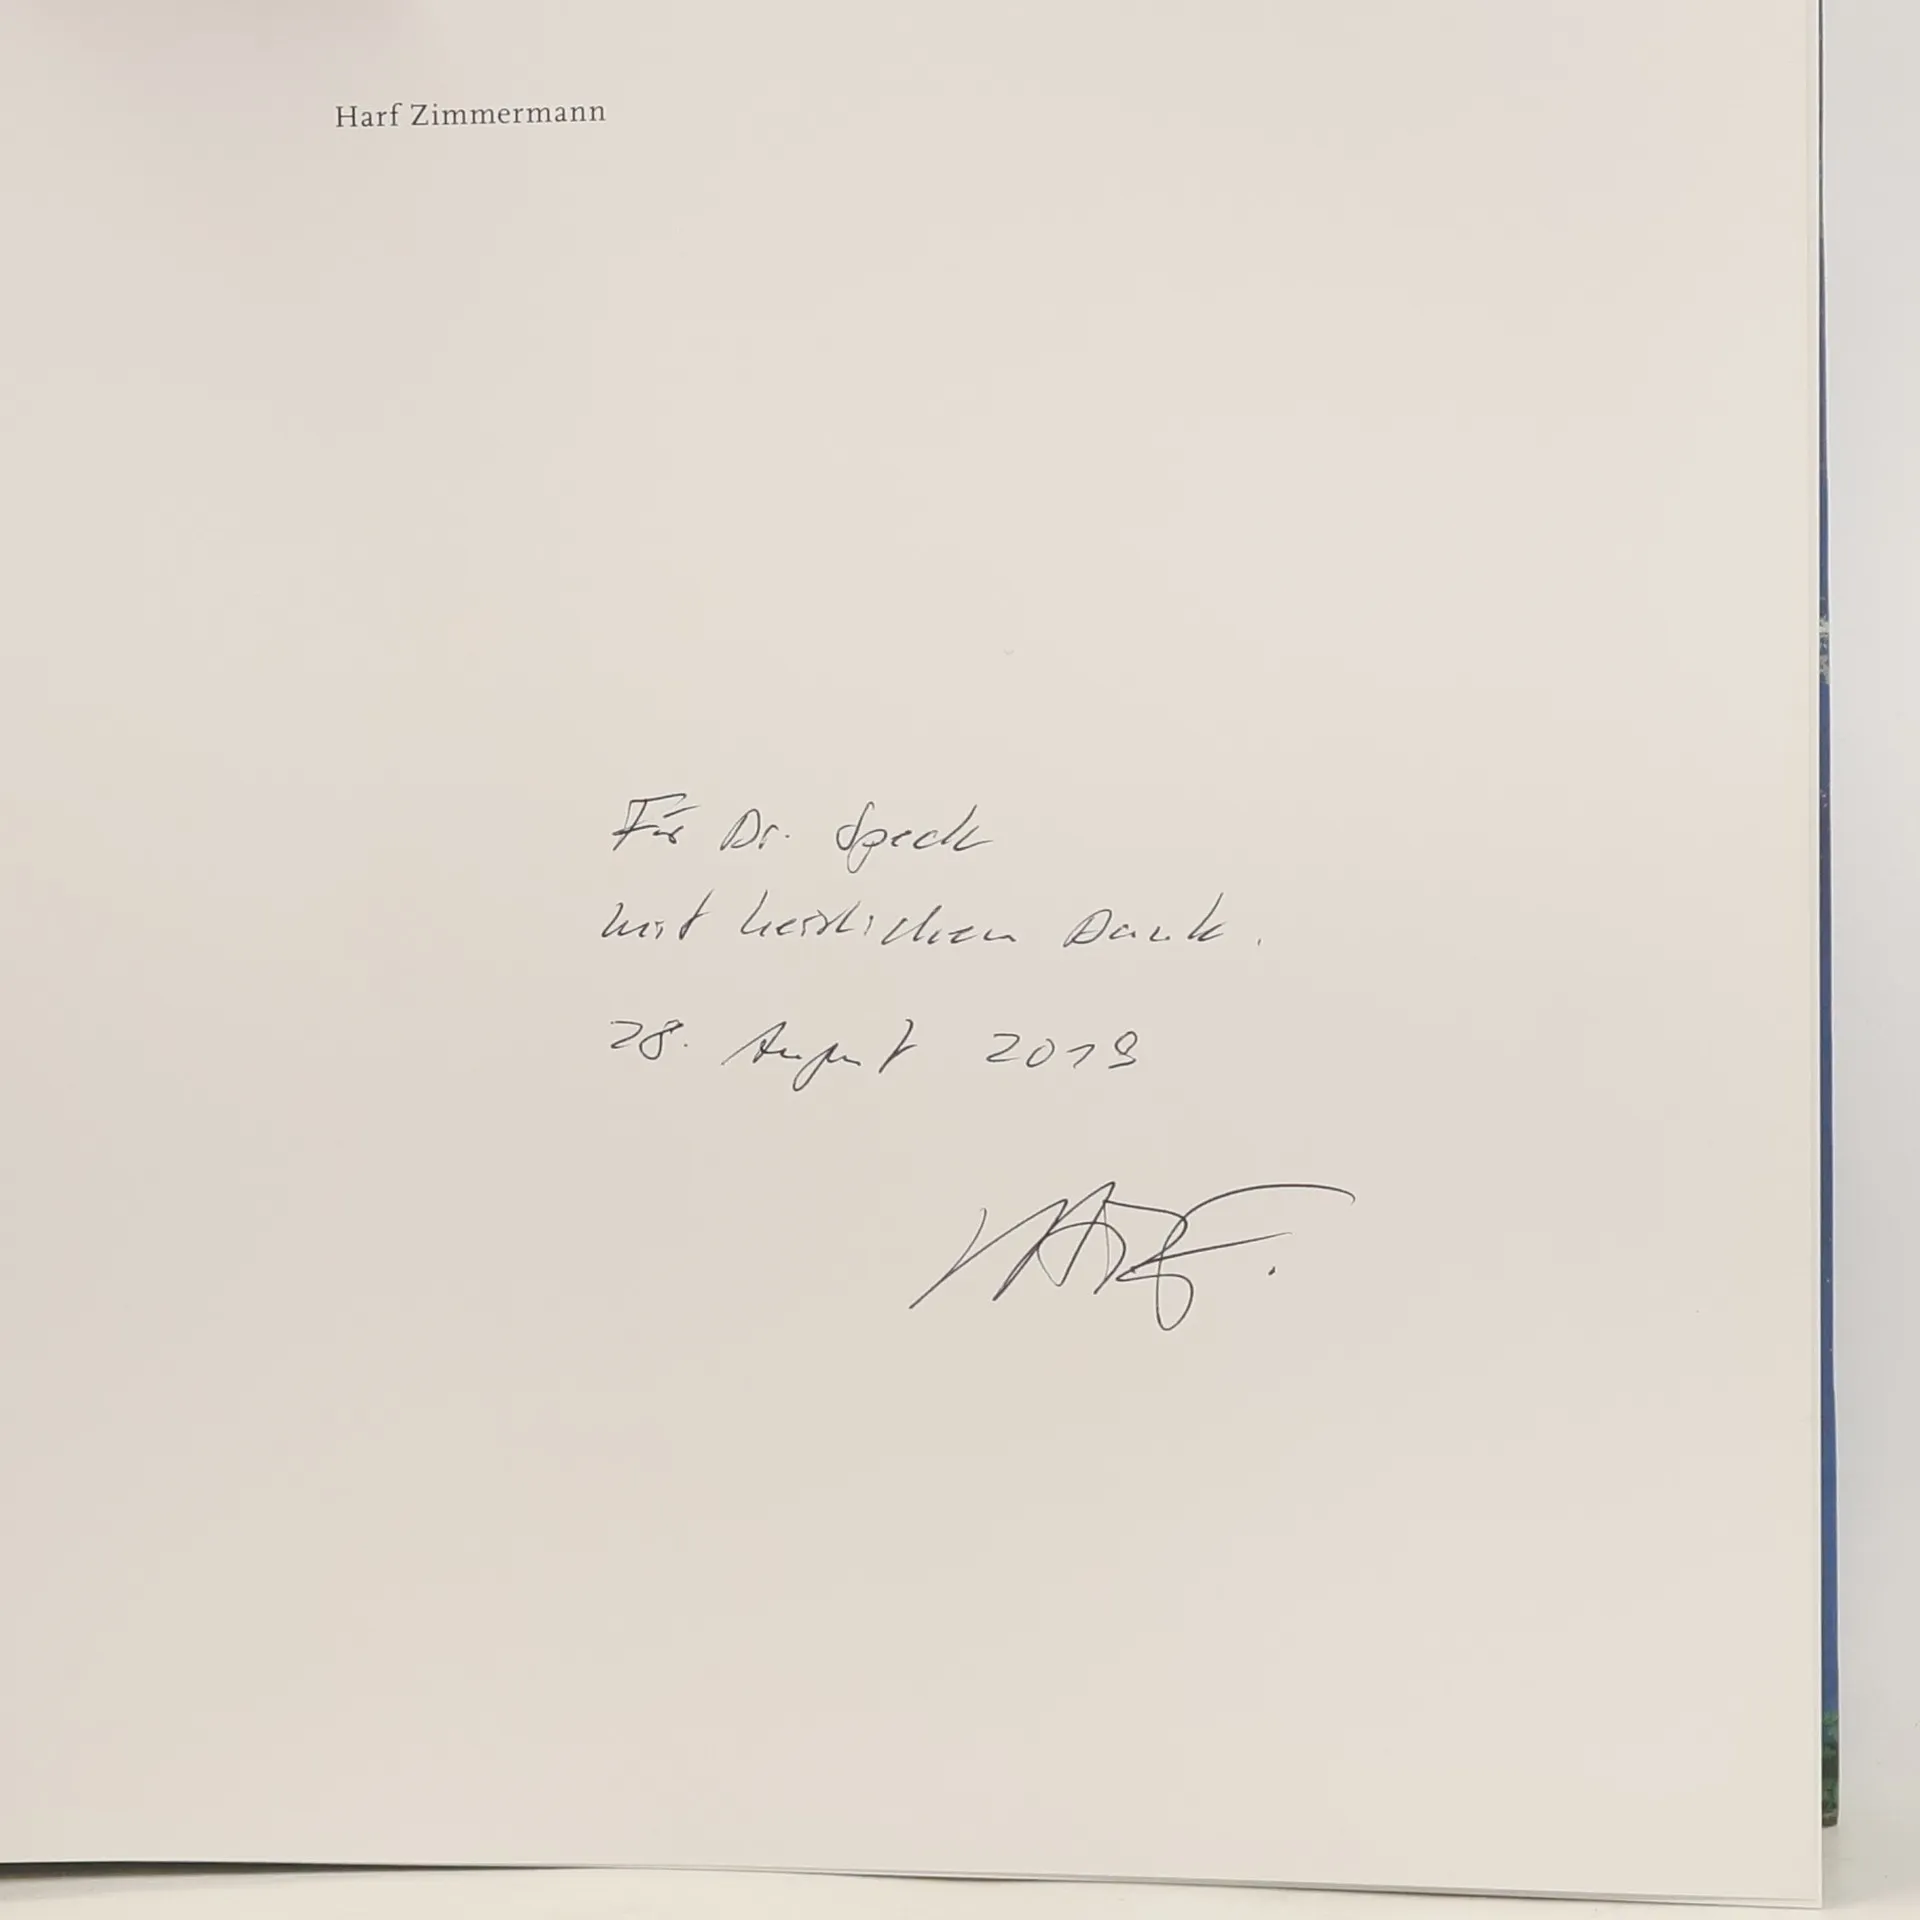 Harf Zimmermann
Für Dr. Speck
mit herzlichem Dank.
28. August 2019